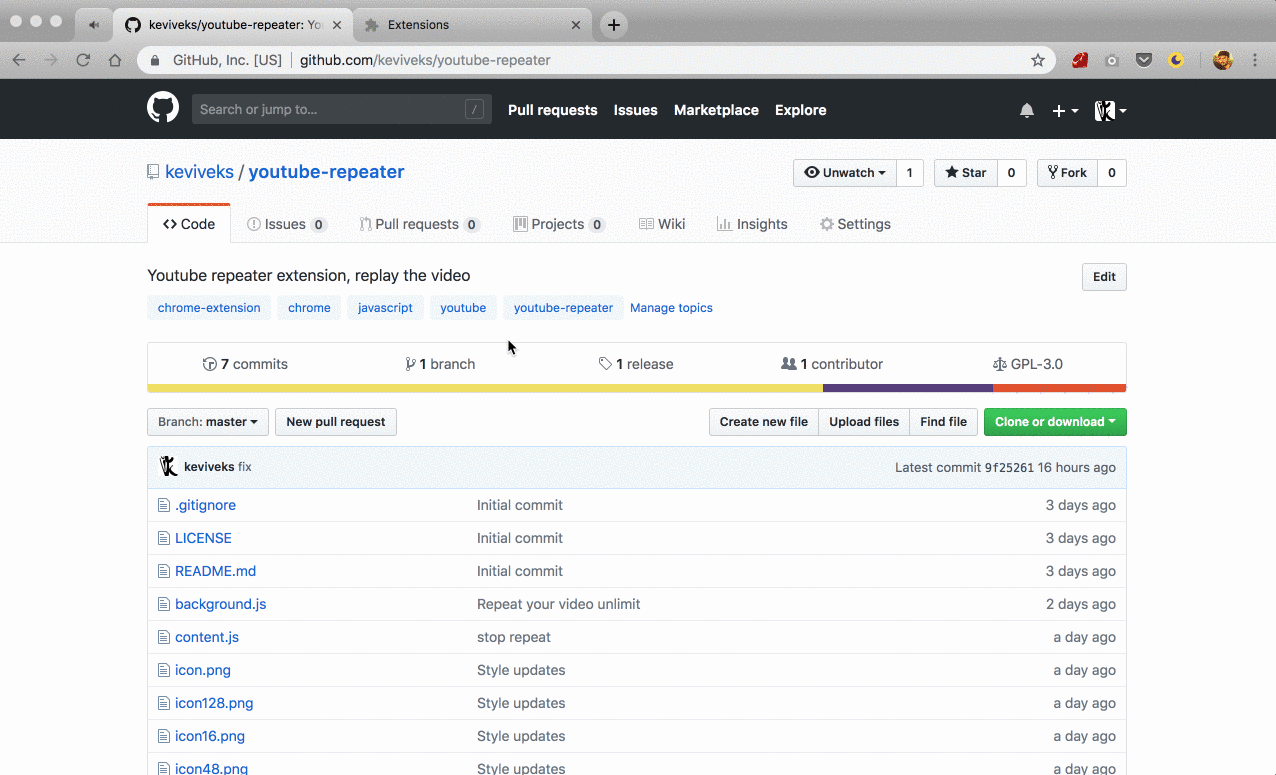 keviveks/youtube-repeater: Yo
Extensions
GitHub, Inc. [US] github.com/keviveks/youtube-repeater
Search or jump to... / Pull requests Issues Marketplace Explore
keviveks / youtube-repeater Unwatch 1 Star 0 Fork 0
Code Issues 0 Pull requests 0 Projects 0 Wiki Insights Settings
Youtube repeater extension, replay the video Edit
chrome-extension chrome javascript youtube youtube-repeater Manage topics
7 commits 1 branch 1 release 1 contributor GPL-3.0
Branch: master New pull request Create new file Upload files Find file Clone or download
keviveks fix Latest commit 9f25261 16 hours ago
.gitignore Initial commit 3 days ago
LICENSE Initial commit 3 days ago
README.md Initial commit 3 days ago
background.js Repeat your video unlimit 2 days ago
content.js stop repeat a day ago
icon.png Style updates a day ago
icon128.png Style updates a day ago
icon16.png Style updates a day ago
icon48.png Style updates a day ago